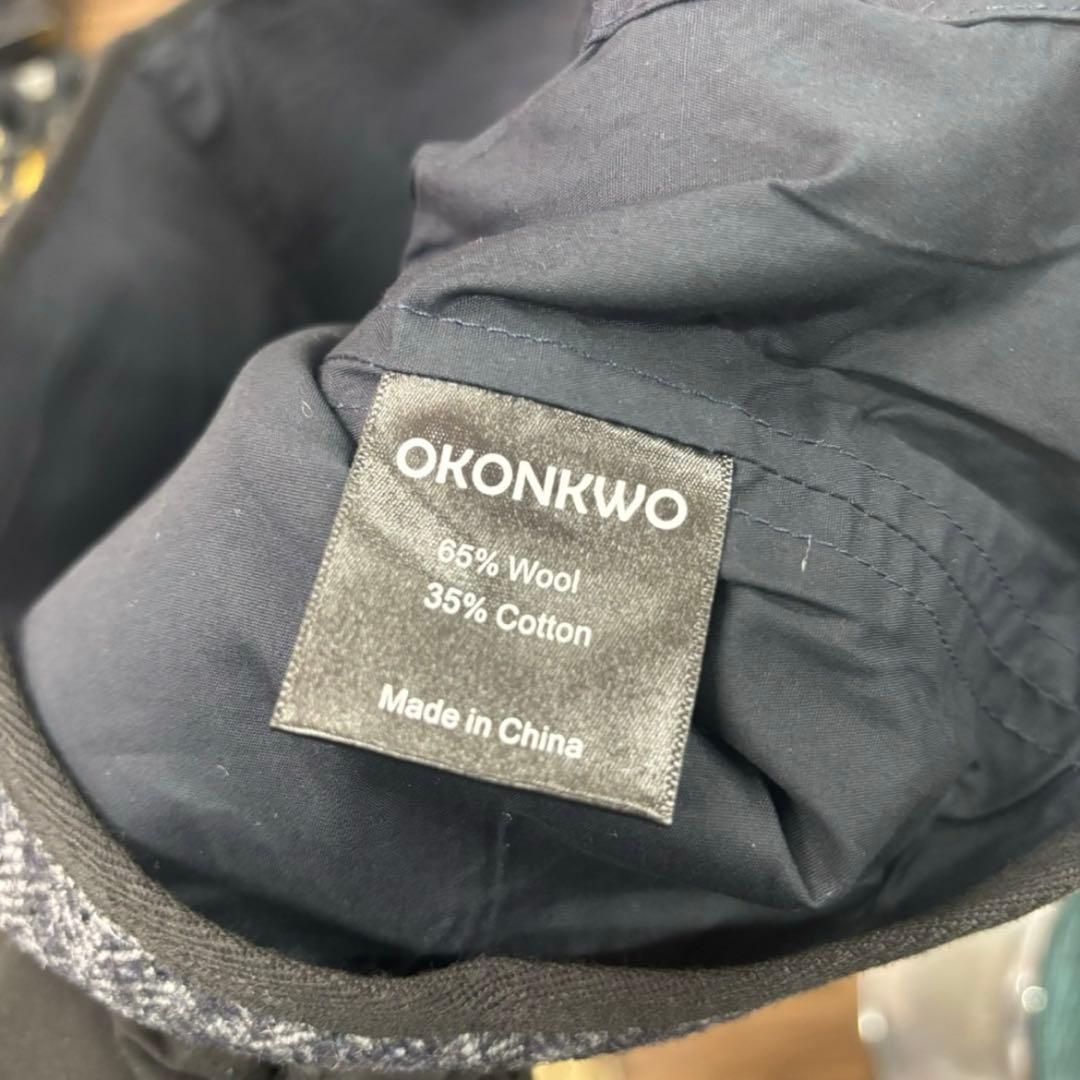 OKONKWO
65% Wool
35% Cotton
Made in China